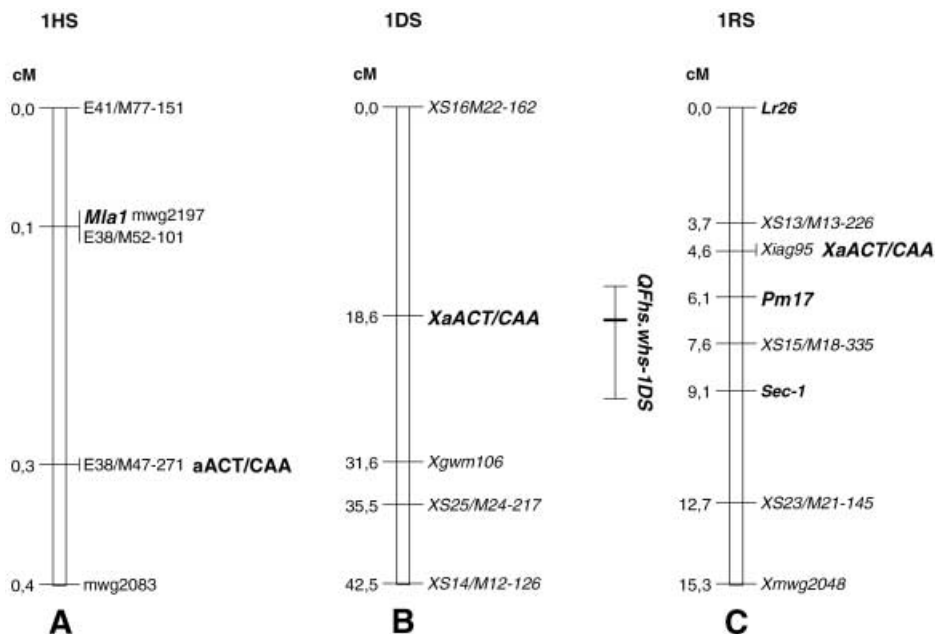 1HS
cM
0,0 E41/M77-151
0,1 Mla1 mwg2197
E38/M52-101
0,3 E38/M47-271 aACT/CAA
0,4 mwg2083
A
1DS
cM
0,0 XS16M22-162
18,6 XaACT/CAA
QFhs.whs-1DS
31,6 Xgwm106
35,5 XS25/M24-217
42,5 XS14/M12-126
B
1RS
cM
0,0 Lr26
3,7 XS13/M13-226
4,6 Xiag95 XaACT/CAA
6,1 Pm17
7,6 XS15/M18-335
9,1 Sec-1
12,7 XS23/M21-145
15,3 Xmwg2048
C